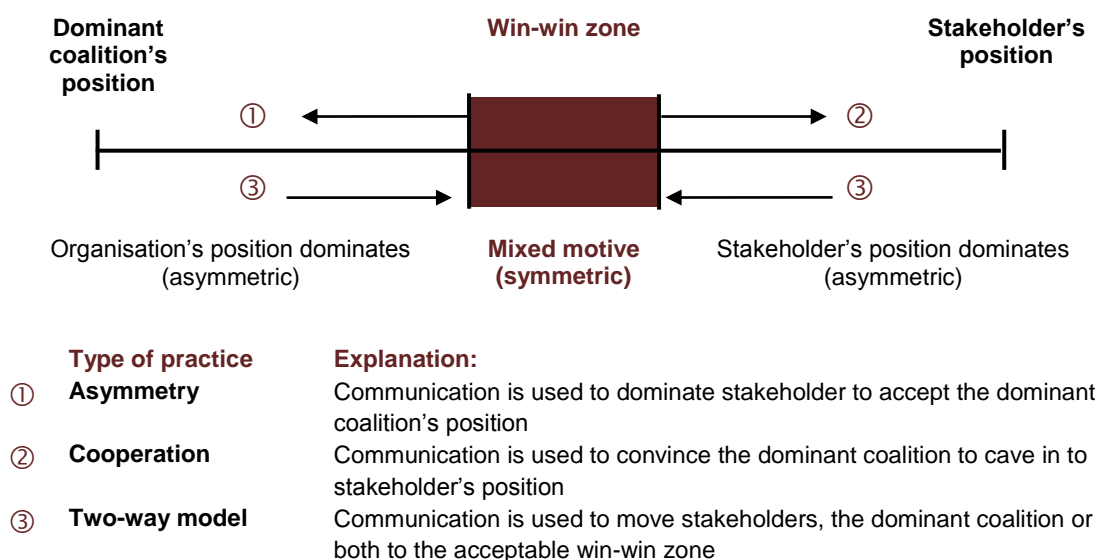 Dominant coalition's position
Win-win zone
Stakeholder's position
① ②
③ ③
Organisation's position dominates (asymmetric)
Mixed motive (symmetric)
Stakeholder's position dominates (asymmetric)
Type of practice Explanation:
① Asymmetry Communication is used to dominate stakeholder to accept the dominant
coalition's position
② Cooperation Communication is used to convince the dominant coalition to cave in to
stakeholder's position
③ Two-way model Communication is used to move stakeholders, the dominant coalition or
both to the acceptable win-win zone